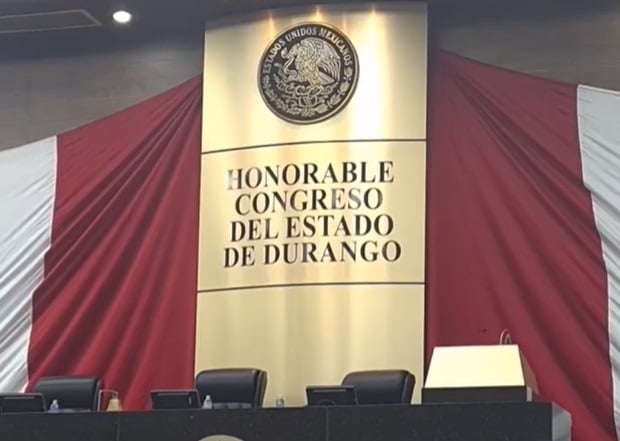 ESTADOS UNIDOS MEXICANOS
HONORABLE
CONGRESO
DEL ESTADO
DE DURANGO